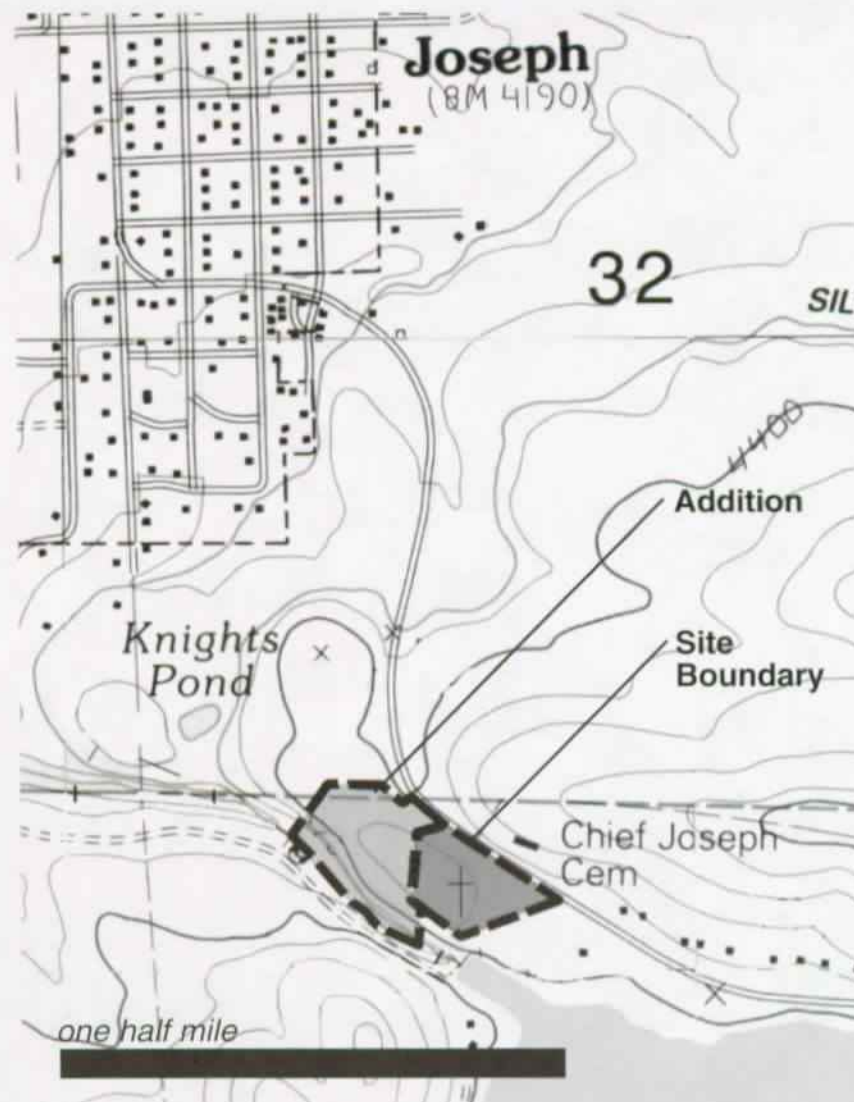 Joseph
(BM 4190)
32
SIL
4400
Addition
Knights
Pond
Site
Boundary
Chief Joseph
Cem
one half mile